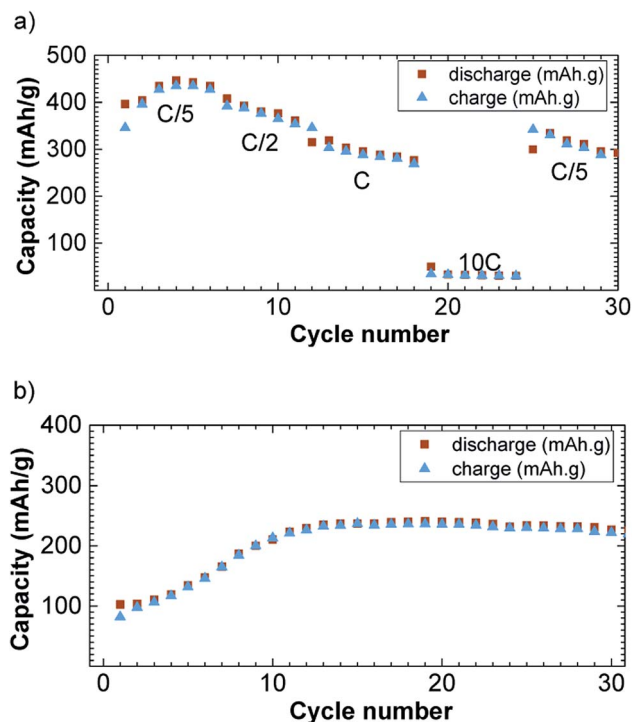 a)
500
400
300
200
100
Capacity (mAh/g)
discharge (mAh.g)
charge (mAh.g)
C/5
C/2
C
10C
C/5
0
10
20
30
Cycle number
b)
400
300
200
100
Capacity (mAh/g)
discharge (mAh.g)
charge (mAh.g)
0
10
20
30
Cycle number